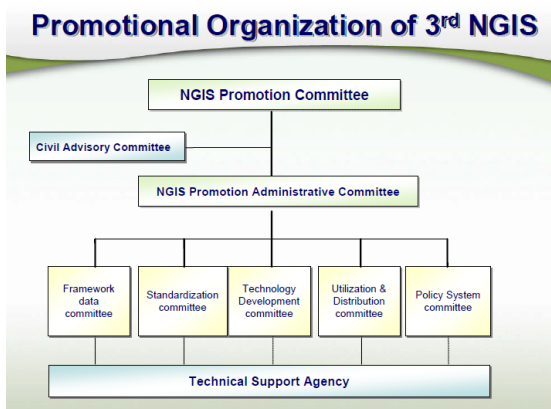 Promotional Organization of 3rd NGIS
NGIS Promotion Committee
Civil Advisory Committee
NGIS Promotion Administrative Committee
Framework
data
committee
Standardization
committee
Technology
Development
committee
Utilization &
Distribution
committee
Policy System
committee
Technical Support Agency